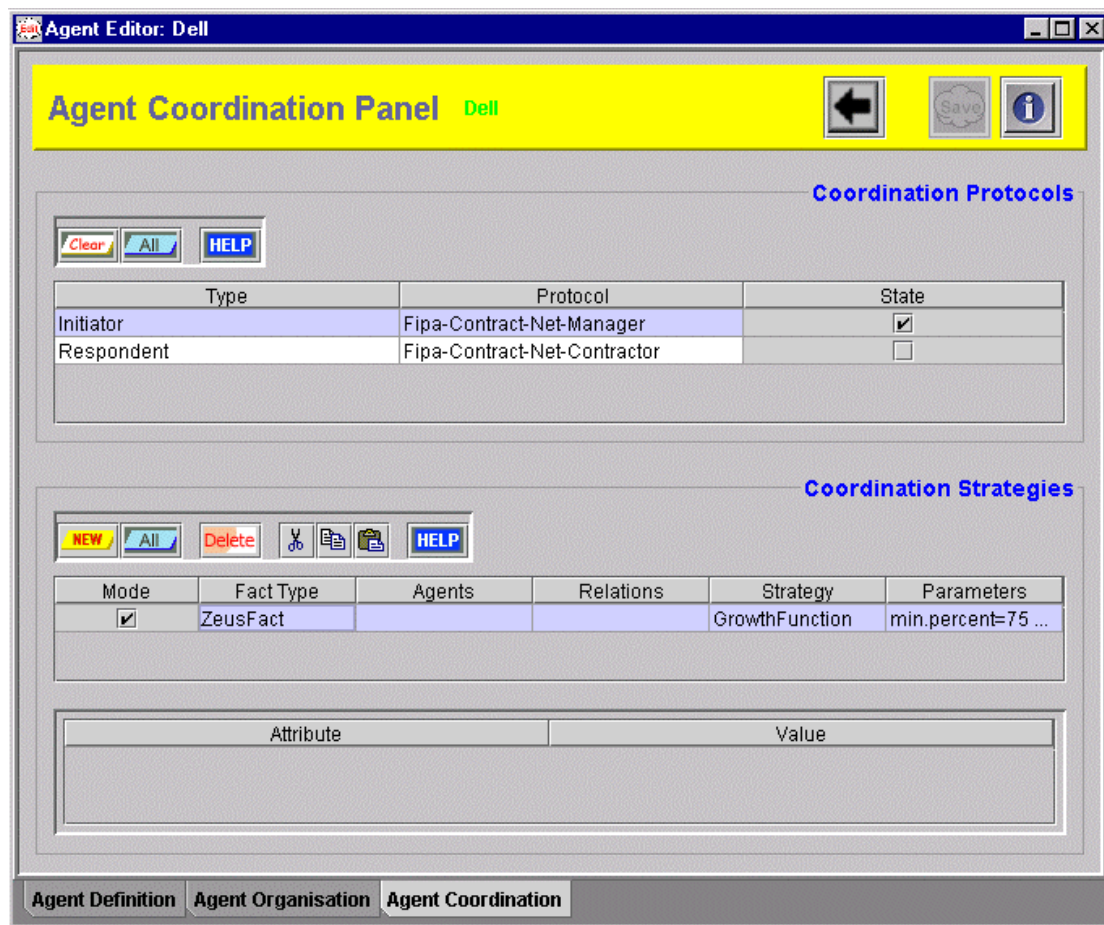 Edit Agent Editor: Dell
Agent Coordination Panel Dell
Save
i
Coordination Protocols
Clear All HELP
Type Protocol State
Initiator Fipa-Contract-Net-Manager
Respondent Fipa-Contract-Net-Contractor
Coordination Strategies
NEW All Delete HELP
Mode Fact Type Agents Relations Strategy Parameters
ZeusFact GrowthFunction min.percent=75 ...
Attribute Value
Agent Definition Agent Organisation Agent Coordination